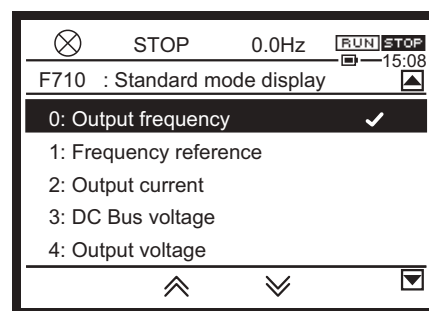 STOP 0.0Hz RUN STOP
15:08
F710 : Standard mode display
0: Output frequency
1: Frequency reference
2: Output current
3: DC Bus voltage
4: Output voltage